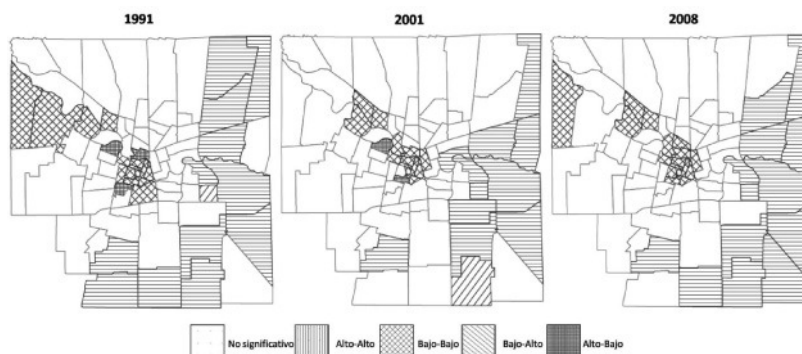 1991
2001
2008
No significativo
Alto-Alto
Bajo-Bajo
Bajo-Alto
Alto-Bajo